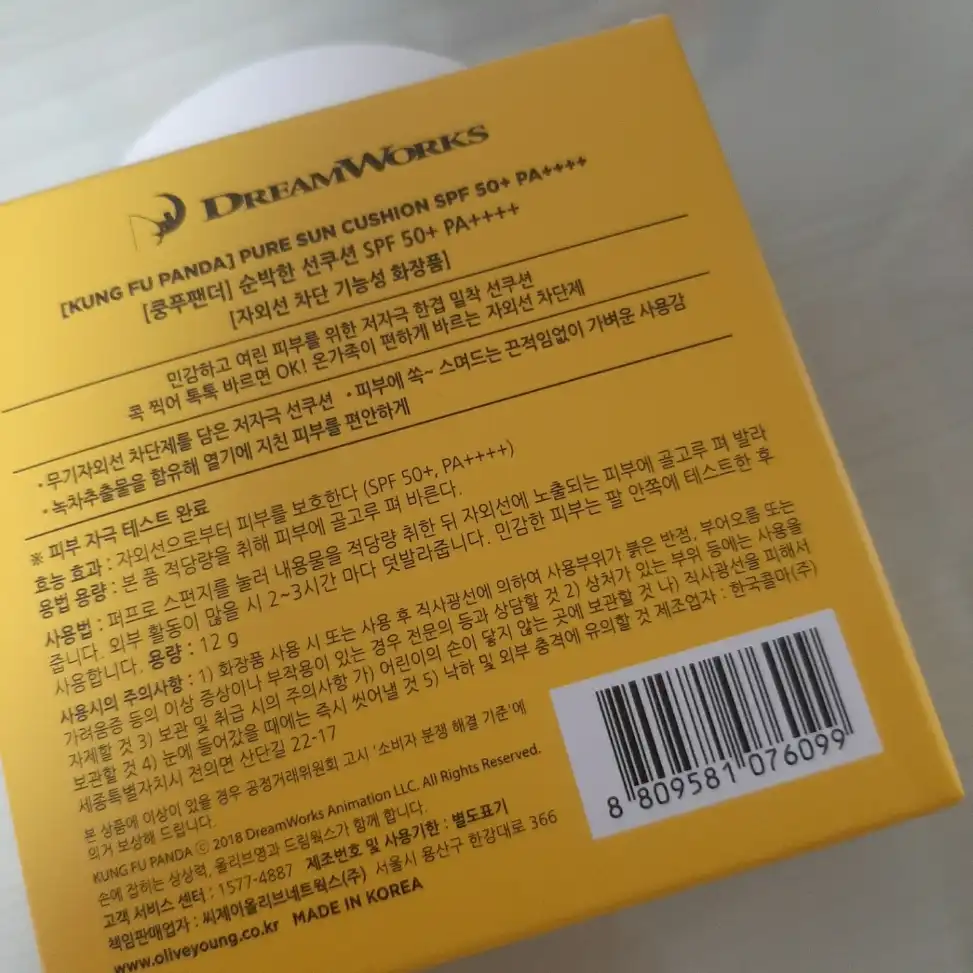 DREAMWORKS
[KUNG FU PANDA] PURE SUN CUSHION SPF 50+ PA++++
[쿵푸팬더] 순박한 선쿠션 SPF 50+ PA++++
[자외선 차단 기능성 화장품]
민감하고 여린 피부를 위한 저자극 한겹 밀착 선쿠션
콕 찍어 톡톡 바르면 OK! 온가족이 편하게 바르는 자외선 차단제
・무기자외선 차단제를 담은 저자극 선쿠션 ・피부에 쏙~ 스며드는 끈적임없이 가벼운 사용감
・녹차추출물을 함유해 열기에 지친 피부를 편안하게
※ 피부 자극 테스트 완료
효능 효과 : 자외선으로부터 피부를 보호한다 (SPF 50+, PA++++)
용법 용량 : 본 품 적당량을 취해 피부에 골고루 펴 바른다.
사용법 : 퍼프로 스펀지를 눌러 내용물을 적당량 취한 뒤 자외선에 노출되는 피부에 골고루 펴 발라
줍니다. 외부 활동이 많을 시 2~3시간 마다 덧발라줍니다. 민감한 피부는 팔 안쪽에 테스트한 후
사용합니다. 용량 : 12 g
사용시의 주의사항 : 1) 화장품 사용 시 또는 사용 후 직사광선에 의하여 사용부위가 붉은 반점, 부어오름 또는
가려움증 등의 이상 증상이나 부작용이 있는 경우 전문의 등과 상담할 것 2) 상처가 있는 부위 등에는 사용을
자제할 것 3) 보관 및 취급 시의 주의사항 가) 어린이의 손이 닿지 않는 곳에 보관할 것 나) 직사광선을 피해서
보관할 것 4) 눈에 들어갔을 때에는 즉시 씻어낼 것 5) 낙하 및 외부 충격에 유의할 것 제조업자 : 한국콜마(주)
세종특별자치시 전의면 산단길 22-17
본 상품에 이상이 있을 경우 공정거래위원회 고시 '소비자 분쟁 해결 기준'에
의거 보상해 드립니다.
KUNG FU PANDA ⓒ 2018 DreamWorks Animation LLC. All Rights Reserved.
손에 잡히는 상상력, 올리브영과 드림웍스가 함께 합니다.
고객 서비스 센터 : 1577-4887 제조번호 및 사용기한 : 별도표기
책임판매업자 : 씨제이올리브네트웍스(주) 서울시 용산구 한강대로 366
www.oliveyoung.co.kr MADE IN KOREA
8 809581 076099